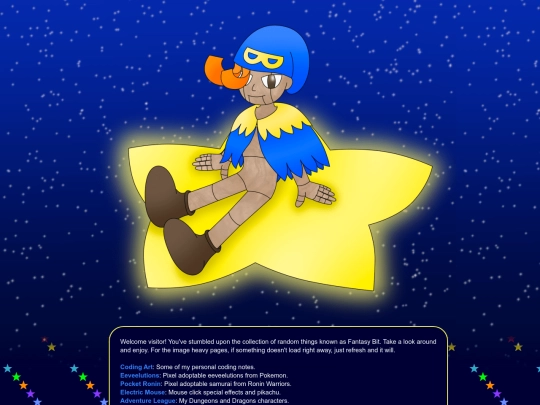 Welcome visitor! You've stumbled upon the collection of random things known as Fantasy Bit. Take a look around
and enjoy. For the image heavy pages, if something doesn't load right away, just refresh and it will.
Coding Art: Some of my personal coding notes.
Eeveelutions: Pixel adoptable eeveelutions from Pokemon.
Pocket Ronin: Pixel adoptable samurai from Ronin Warriors.
Electric Mouse: Mouse click special effects and pikachu.
Adventure League: My Dungeons and Dragons characters.